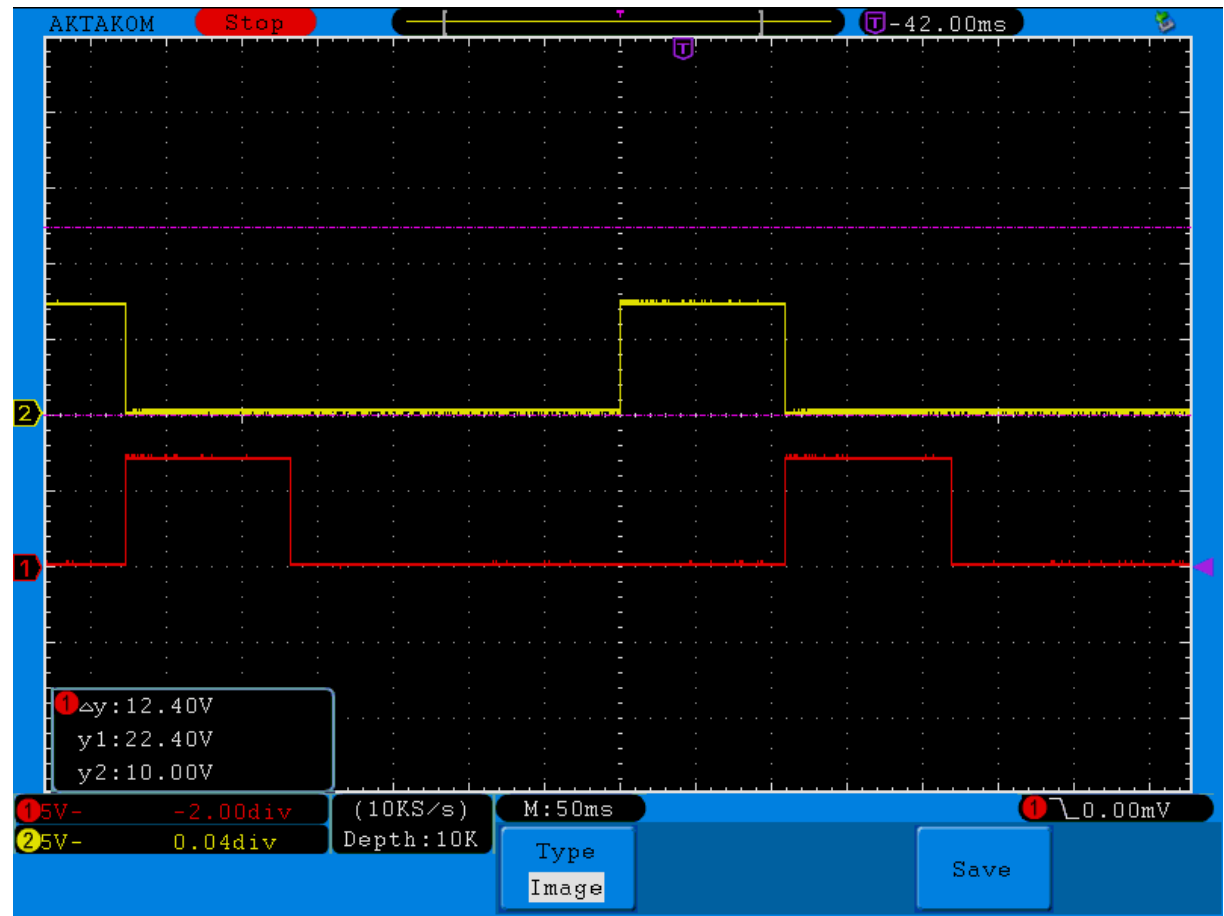 AKTAKOM Stop T -42.00ms
T
2
1
1 △y:12.40V
y1:22.40V
y2:10.00V
1 5V- -2.00div (10KS/s) M:50ms 1 0.00mV
2 5V- 0.04div Depth:10K
Type
Image
Save